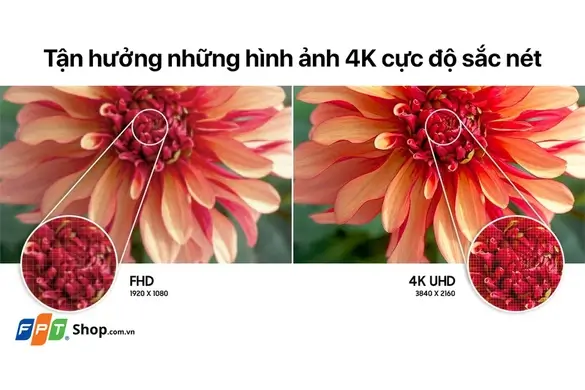 Tận hưởng những hình ảnh 4K cực độ sắc nét
FHD
1920 X 1080
4K UHD
3840 X 2160
FPT Shop.com.vn